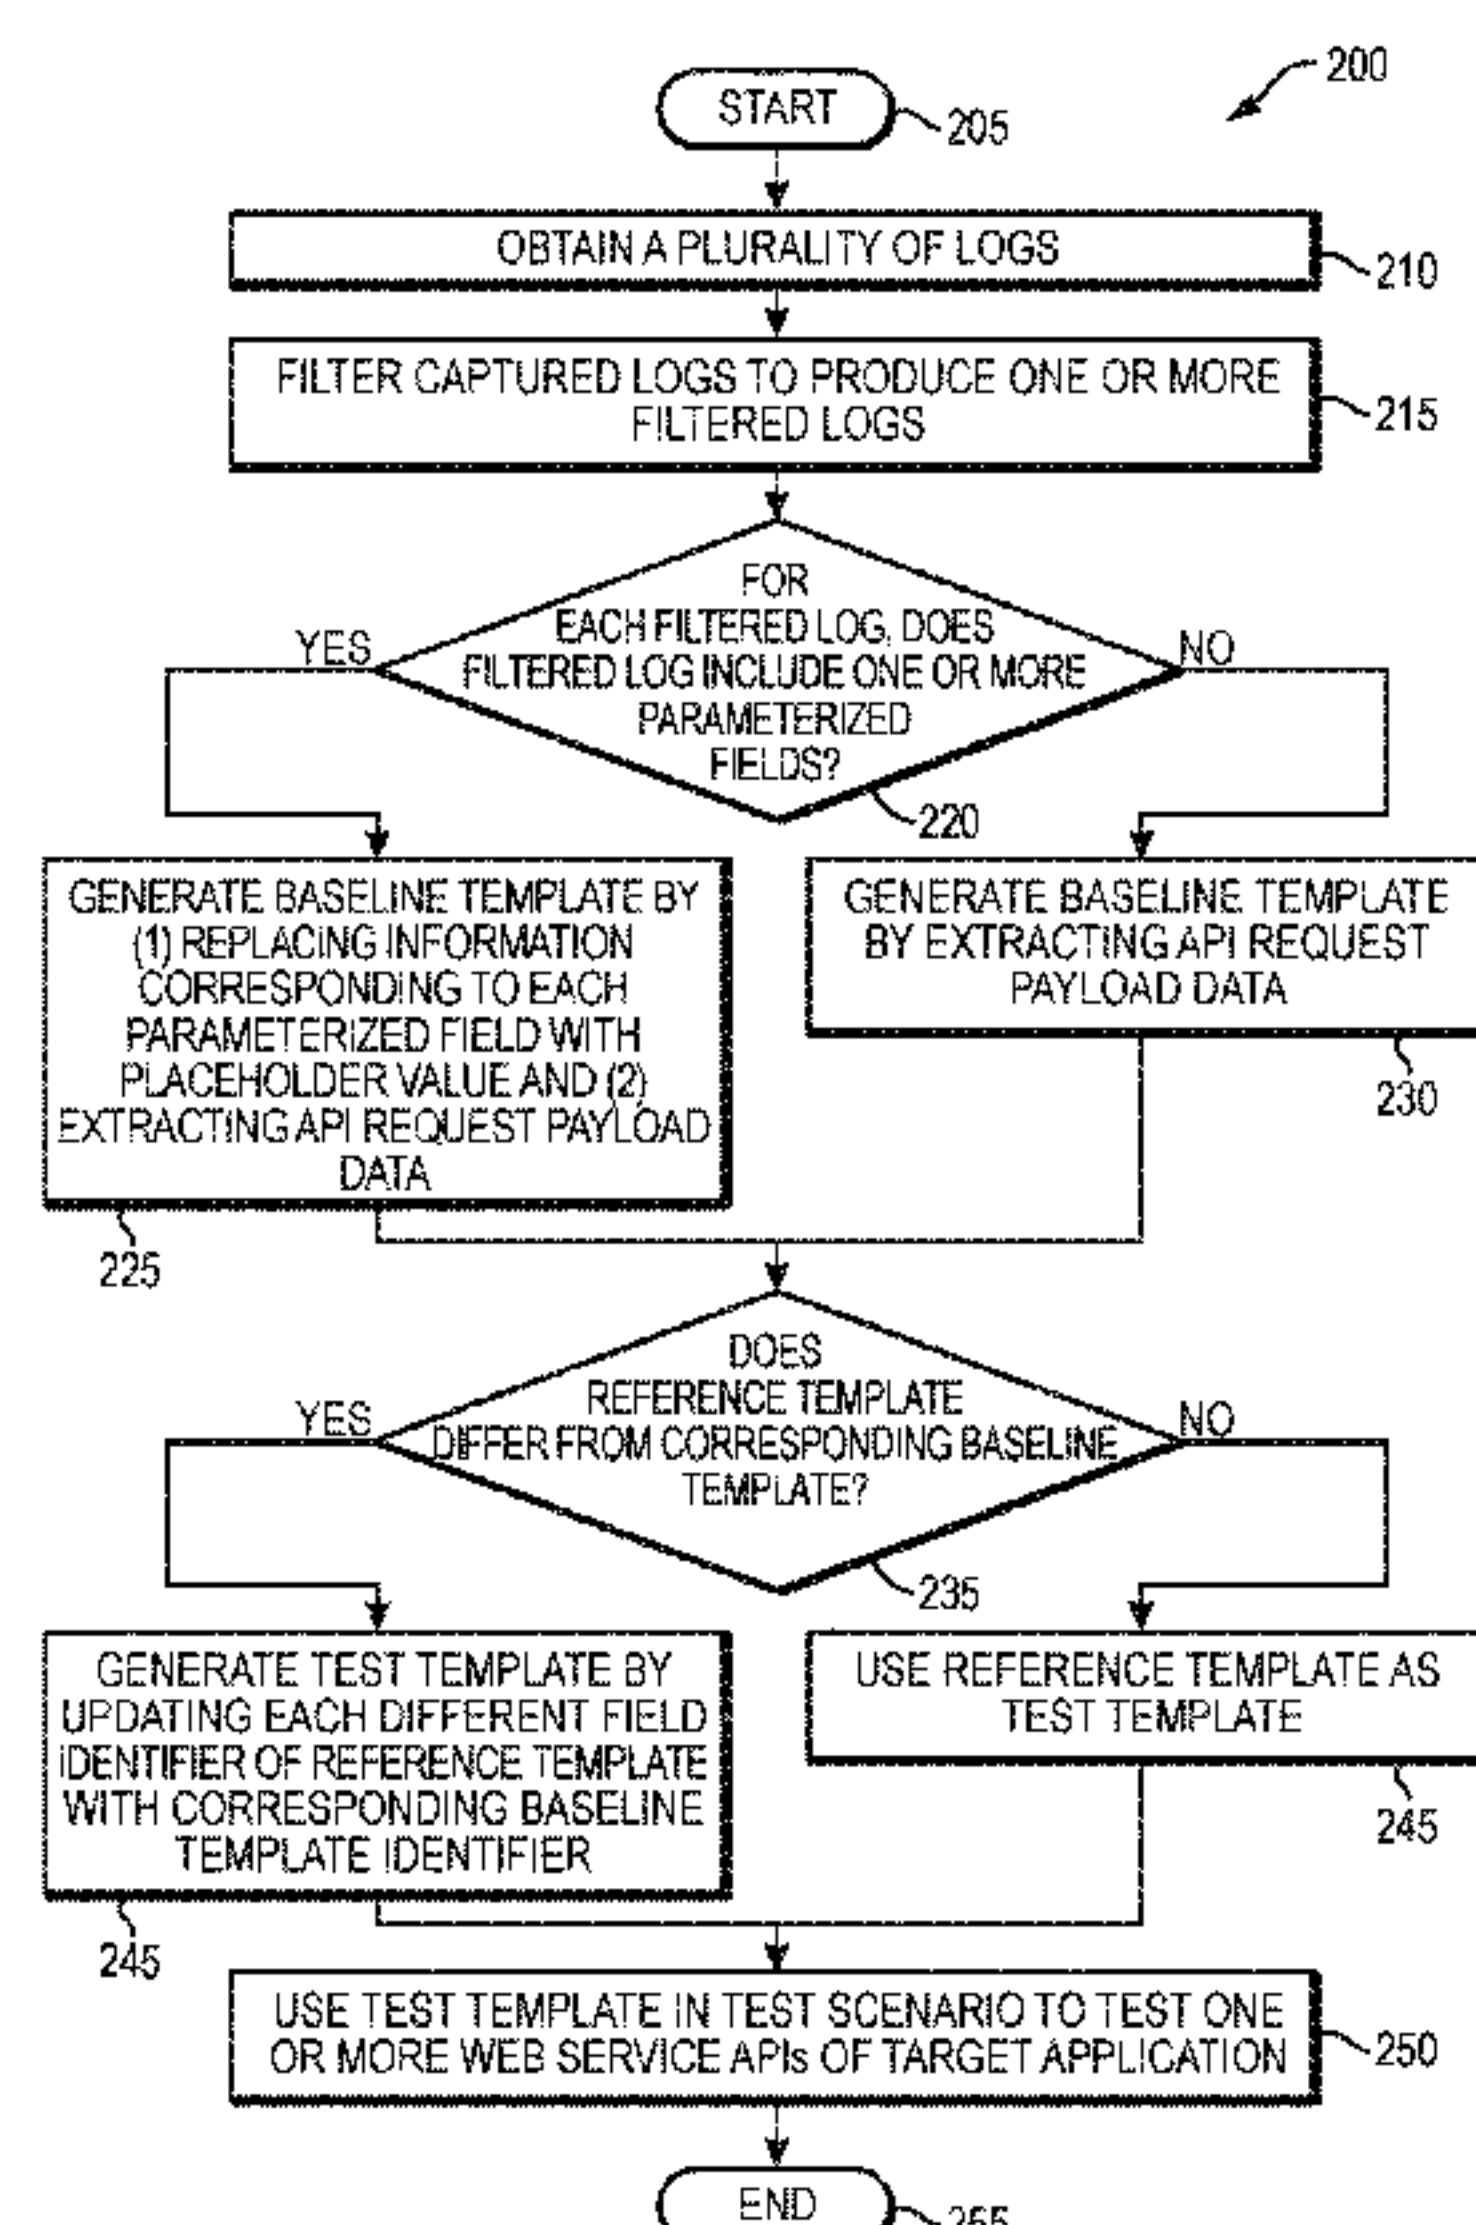 200
START
205
OBTAIN A PLURALITY OF LOGS
210
FILTER CAPTURED LOGS TO PRODUCE ONE OR MORE
FILTERED LOGS
215
FOR
EACH FILTERED LOG, DOES
FILTERED LOG INCLUDE ONE OR MORE
PARAMETERIZED
FIELDS?
YES
NO
220
GENERATE BASELINE TEMPLATE BY
(1) REPLACING INFORMATION
CORRESPONDING TO EACH
PARAMETERIZED FIELD WITH
PLACEHOLDER VALUE AND (2)
EXTRACTING API REQUEST PAYLOAD
DATA
225
GENERATE BASELINE TEMPLATE
BY EXTRACTING API REQUEST
PAYLOAD DATA
230
DOES
REFERENCE TEMPLATE
DIFFER FROM CORRESPONDING BASELINE
TEMPLATE?
YES
NO
235
GENERATE TEST TEMPLATE BY
UPDATING EACH DIFFERENT FIELD
IDENTIFIER OF REFERENCE TEMPLATE
WITH CORRESPONDING BASELINE
TEMPLATE IDENTIFIER
245
USE REFERENCE TEMPLATE AS
TEST TEMPLATE
245
USE TEST TEMPLATE IN TEST SCENARIO TO TEST ONE
OR MORE WEB SERVICE APIs OF TARGET APPLICATION
250
END